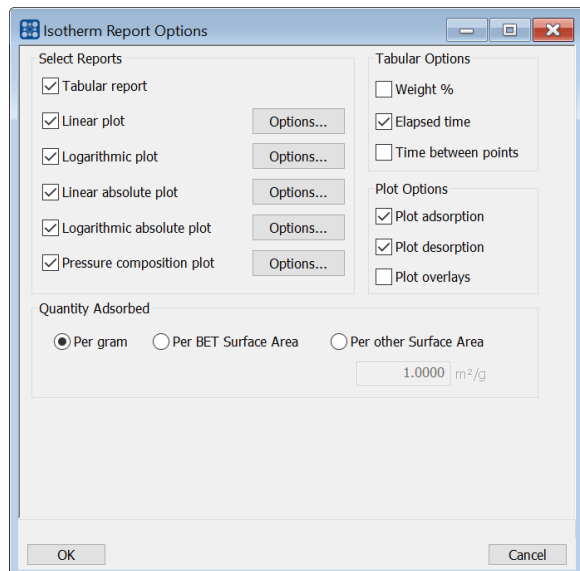 Isotherm Report Options
Select Reports
Tabular report
Linear plot Options...
Logarithmic plot Options...
Linear absolute plot Options...
Logarithmic absolute plot Options...
Pressure composition plot Options...
Tabular Options
Weight %
Elapsed time
Time between points
Plot Options
Plot adsorption
Plot desorption
Plot overlays
Quantity Adsorbed
Per gram Per BET Surface Area Per other Surface Area
1.0000 m²/g
OK Cancel